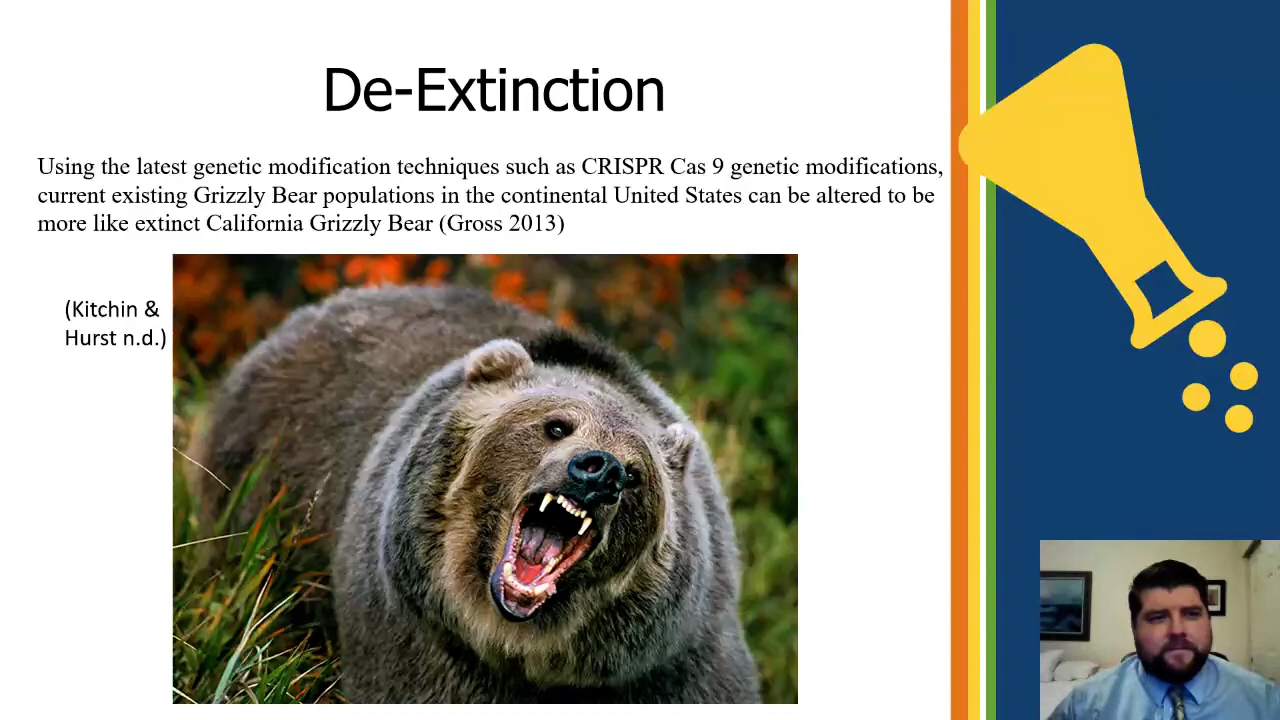 De-Extinction
Using the latest genetic modification techniques such as CRISPR Cas 9 genetic modifications,
current existing Grizzly Bear populations in the continental United States can be altered to be
more like extinct California Grizzly Bear (Gross 2013)
(Kitchin &
Hurst n.d.)